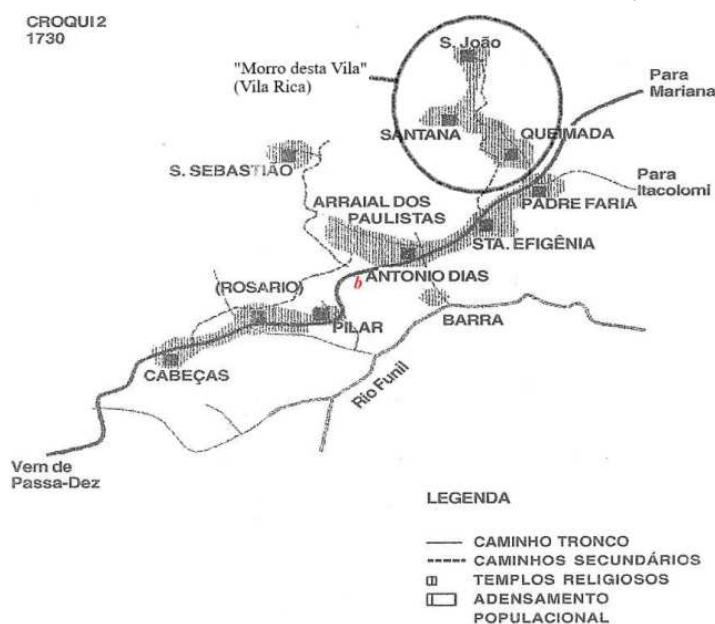 CROQUI 2
1730
"Morro desta Vila"
(Vila Rica)
S. João
Para
Mariana
SANTANA
QUEIMADA
S. SEBASTIÃO
Para
Itacolomi
PADRE FARIA
ARRAIAL DOS
PAULISTAS
STA. EFIGÊNIA
b
ANTONIO DIAS
(ROSARIO)
PILAR
BARRA
CABEÇAS
Rio Funil
Vem de
Passa-Dez
LEGENDA
CAMINHO TRONCO
CAMINHOS SECUNDÁRIOS
TEMPLOS RELIGIOSOS
ADENSAMENTO
POPULACIONAL